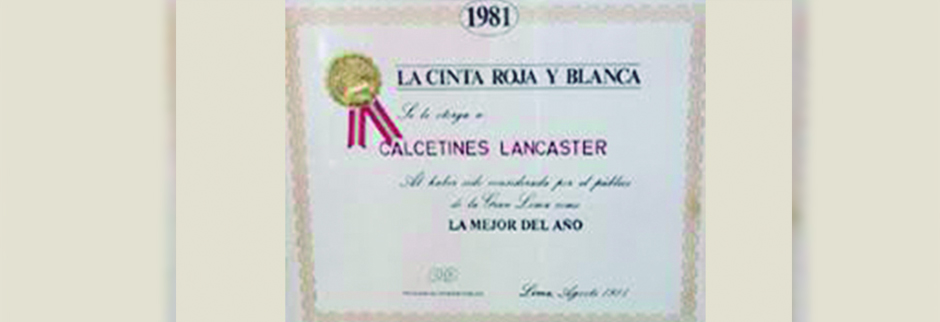 1981
LA CINTA ROJA Y BLANCA
Se le otorga a
CALCETINES LANCASTER
Al haber sido considerada por el público
de la Gran Lima como
LA MEJOR DEL AÑO
Lima, Agosto 1981